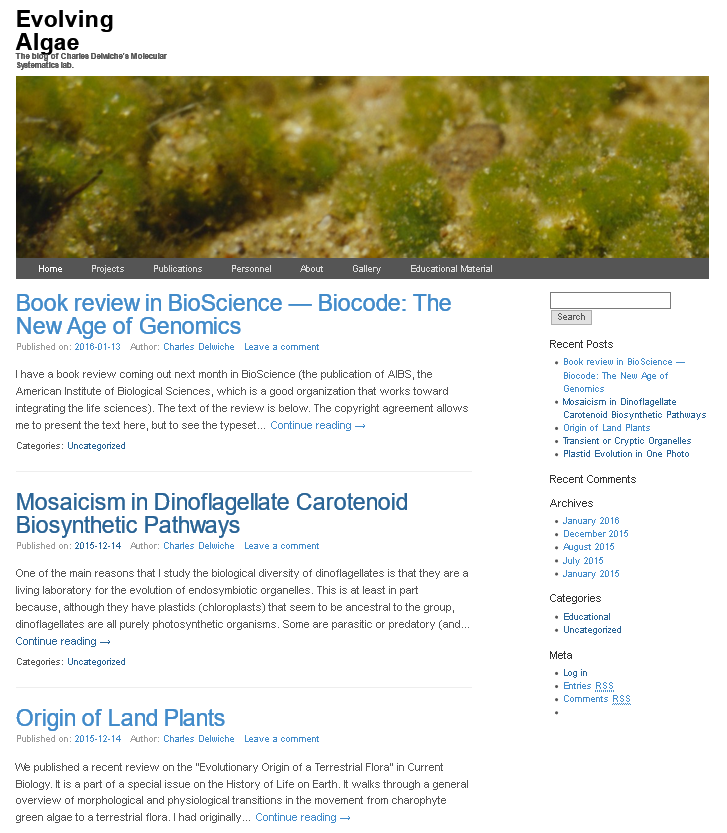 Evolving
Algae
The blog of Charles Delwiche's Molecular
Systematics lab.
Home Projects Publications Personnel About Gallery Educational Material
Book review in BioScience — Biocode: The
New Age of Genomics
Published on: 2016-01-13 Author: Charles Delwiche Leave a comment
I have a book review coming out next month in BioScience (the publication of AIBS, the
American Institute of Biological Sciences, which is a good organization that works toward
integrating the life sciences). The text of the review is below. The copyright agreement allows
me to present the text here, but to see the typeset... Continue reading →
Categories: Uncategorized
Mosaicism in Dinoflagellate Carotenoid
Biosynthetic Pathways
Published on: 2015-12-14 Author: Charles Delwiche Leave a comment
One of the main reasons that I study the biological diversity of dinoflagellates is that they are a
living laboratory for the evolution of endosymbiotic organelles. This is at least in part
because, although they have plastids (chloroplasts) that seem to be ancestral to the group,
dinoflagellates are all purely photosynthetic organisms. Some are parasitic or predatory (and...
Continue reading →
Categories: Uncategorized
Origin of Land Plants
Published on: 2015-12-14 Author: Charles Delwiche Leave a comment
We published a recent review on the "Evolutionary Origin of a Terrestrial Flora" in Current
Biology. It is a part of a special issue on the History of Life on Earth. It walks through a general
overview of morphological and physiological transitions in the movement from charophyte
green algae to a terrestrial flora. I had originally... Continue reading →
Search
Recent Posts
Book review in BioScience —
Biocode: The New Age of
Genomics
Mosaicism in Dinoflagellate
Carotenoid Biosynthetic Pathways
Origin of Land Plants
Transient or Cryptic Organelles
Plastid Evolution in One Photo
Recent Comments
Archives
January 2016
December 2015
August 2015
July 2015
January 2015
Categories
Educational
Uncategorized
Meta
Log in
Entries RSS
Comments RSS